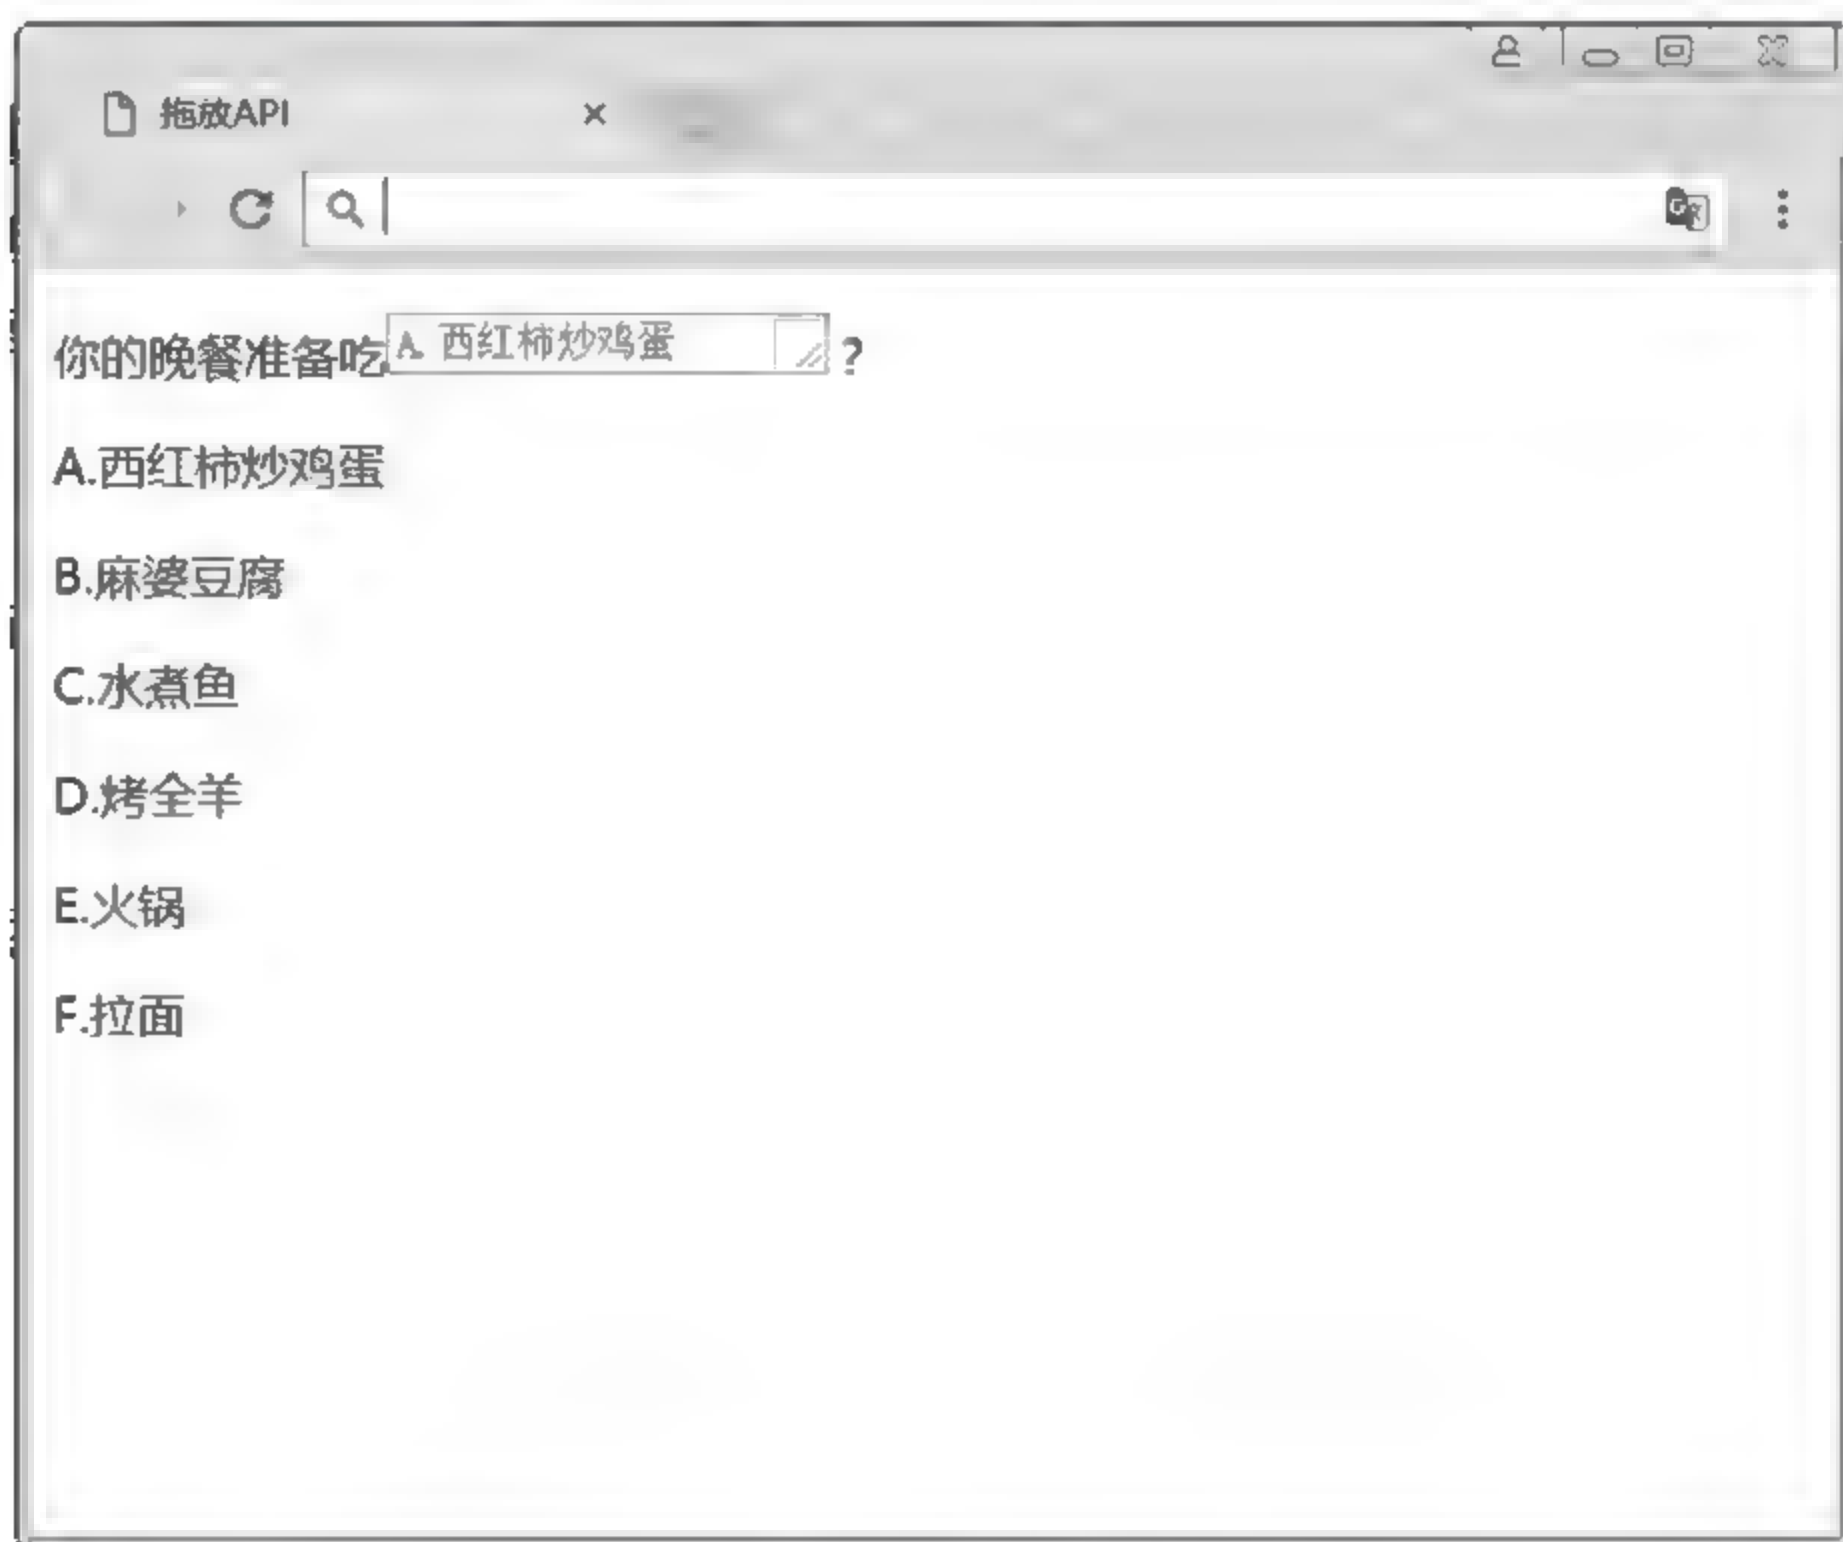 拖放API
你的晚餐准备吃A. 西红柿炒鸡蛋?
A.西红柿炒鸡蛋
B.麻婆豆腐
C.水煮鱼
D.烤全羊
E.火锅
F.拉面